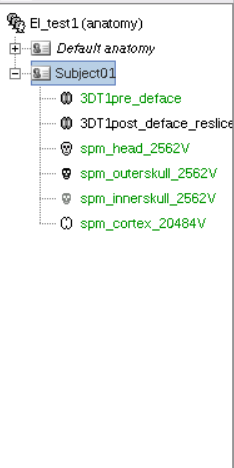 EI_test1 (anatomy)
Default anatomy
Subject01
3DT1pre_deface
3DT1post_deface_reslice
spm_head_2562V
spm_outerskull_2562V
spm_innerskull_2562V
spm_cortex_20484V